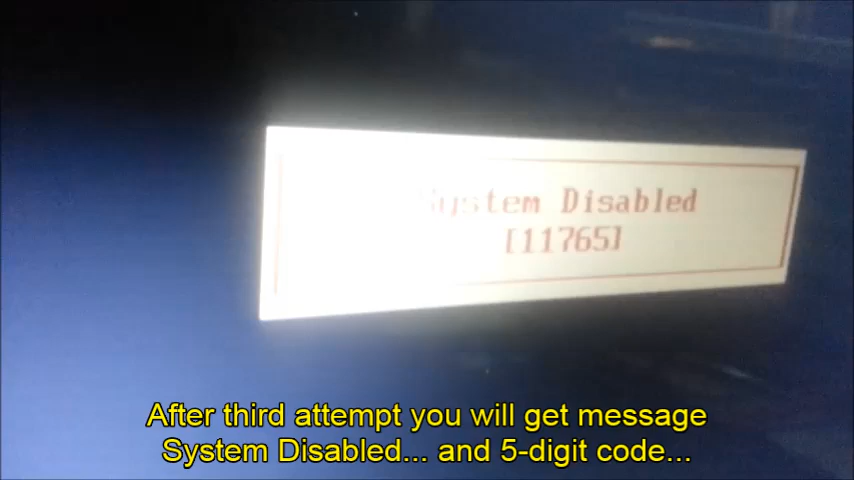 System Disabled
[11765]
After third attempt you will get message
System Disabled... and 5-digit code...